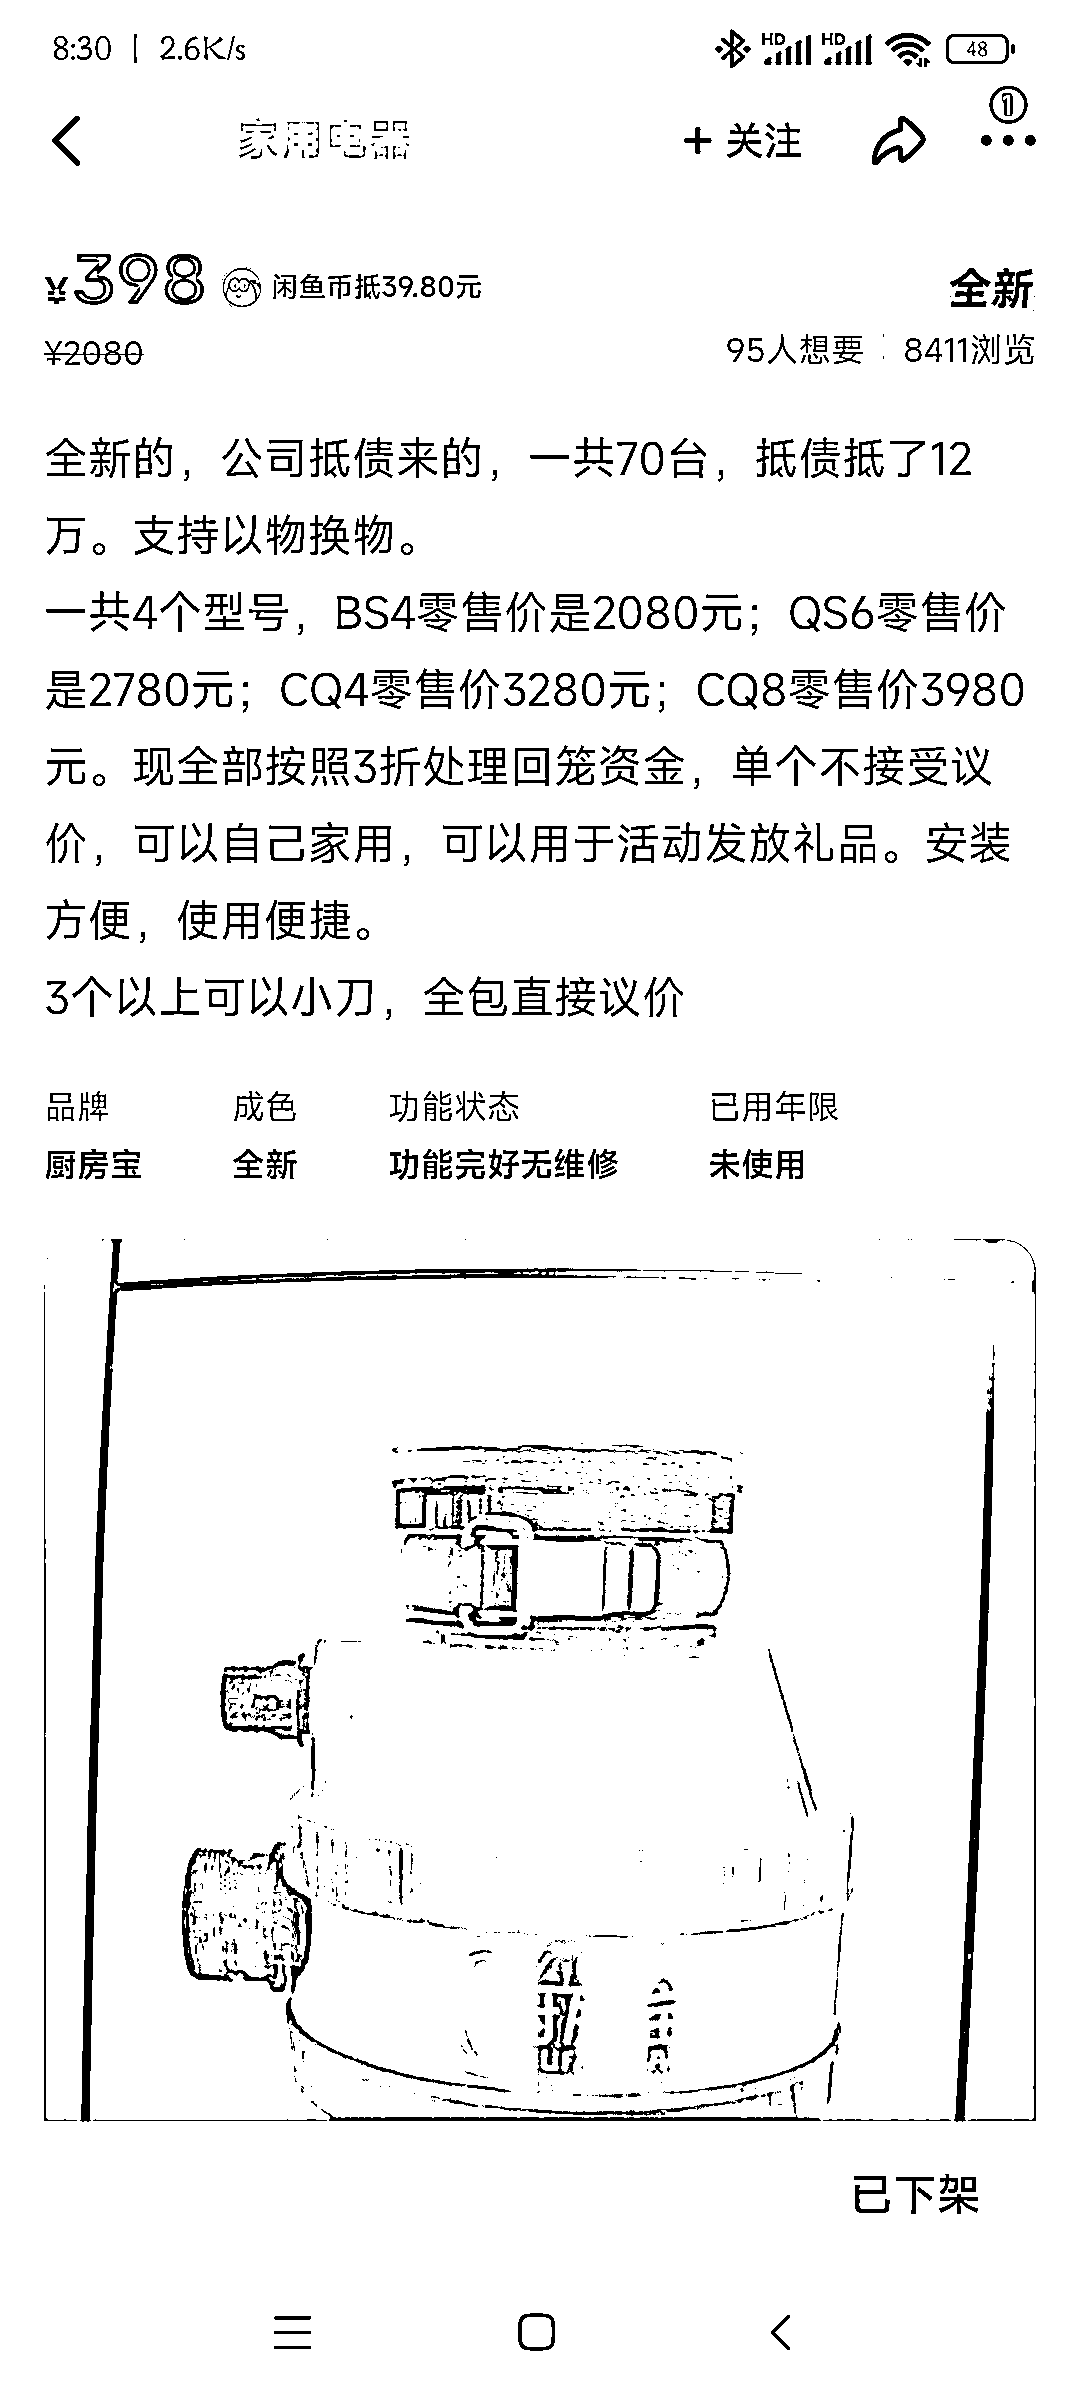 8:30 | 2.6K/s
HD HD 48
1
家用电器 + 关注
¥398 闲鱼币抵39.80元 全新
¥2080 95人想要 8411浏览
全新的，公司抵债来的，一共70台，抵债抵了12
万。支持以物换物。
一共4个型号，BS4零售价是2080元；QS6零售价
是2780元；CQ4零售价3280元；CQ8零售价3980
元。现全部按照3折处理回笼资金，单个不接受议
价，可以自己家用，可以用于活动发放礼品。安装
方便，使用便捷。
3个以上可以小刀，全包直接议价
品牌 成色 功能状态 已用年限
厨房宝 全新 功能完好无维修 未使用
已下架